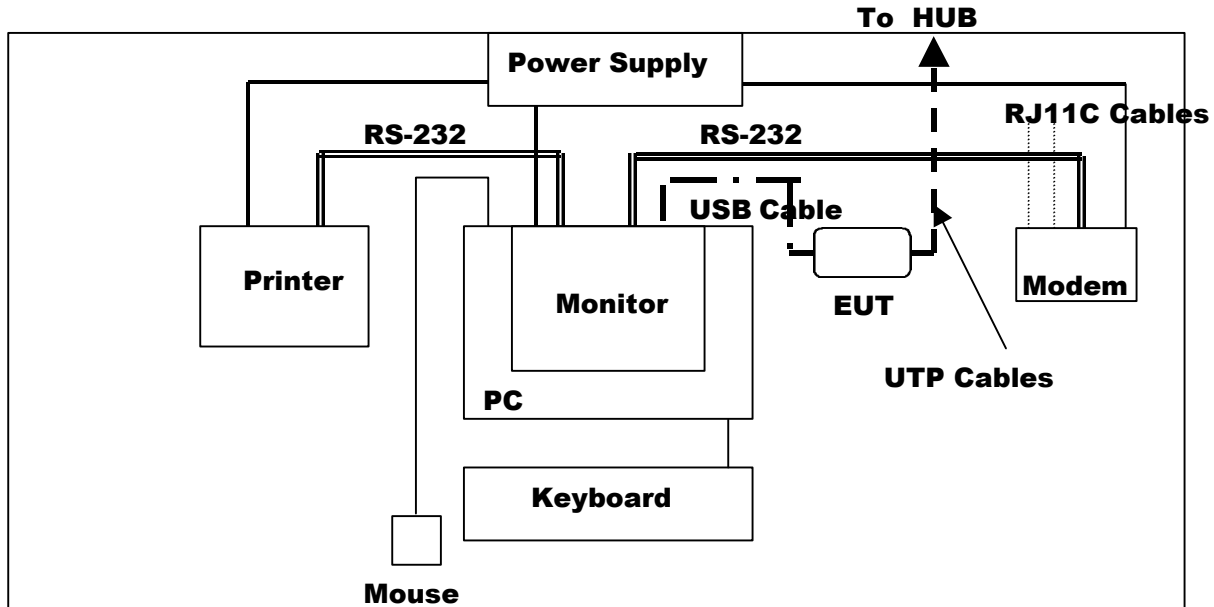 To HUB
Power Supply
RJ11C Cables
RS-232
RS-232
USB Cable
Printer
Monitor
EUT
Modem
UTP Cables
PC
Keyboard
Mouse